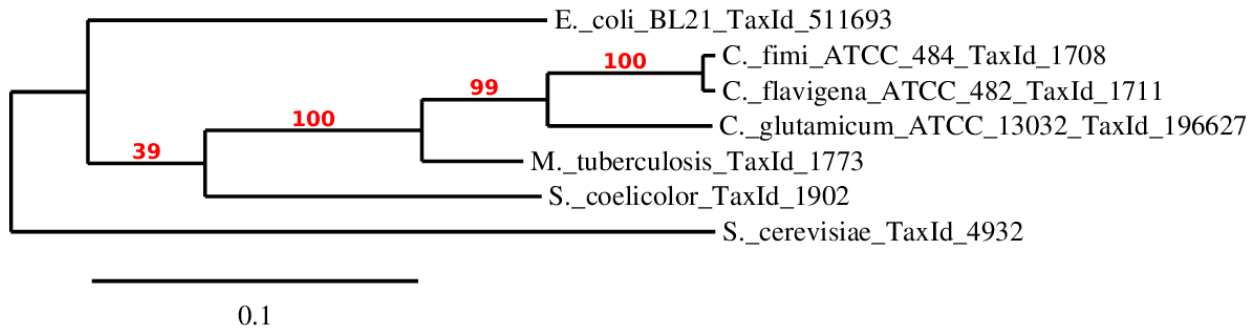 E._coli_BL21_TaxId_511693
C._fimi_ATCC_484_TaxId_1708
100
C._flavigena_ATCC_482_TaxId_1711
99
C._glutamicum_ATCC_13032_TaxId_196627
100
39
M._tuberculosis_TaxId_1773
S._coelicolor_TaxId_1902
S._cerevisiae_TaxId_4932
0.1